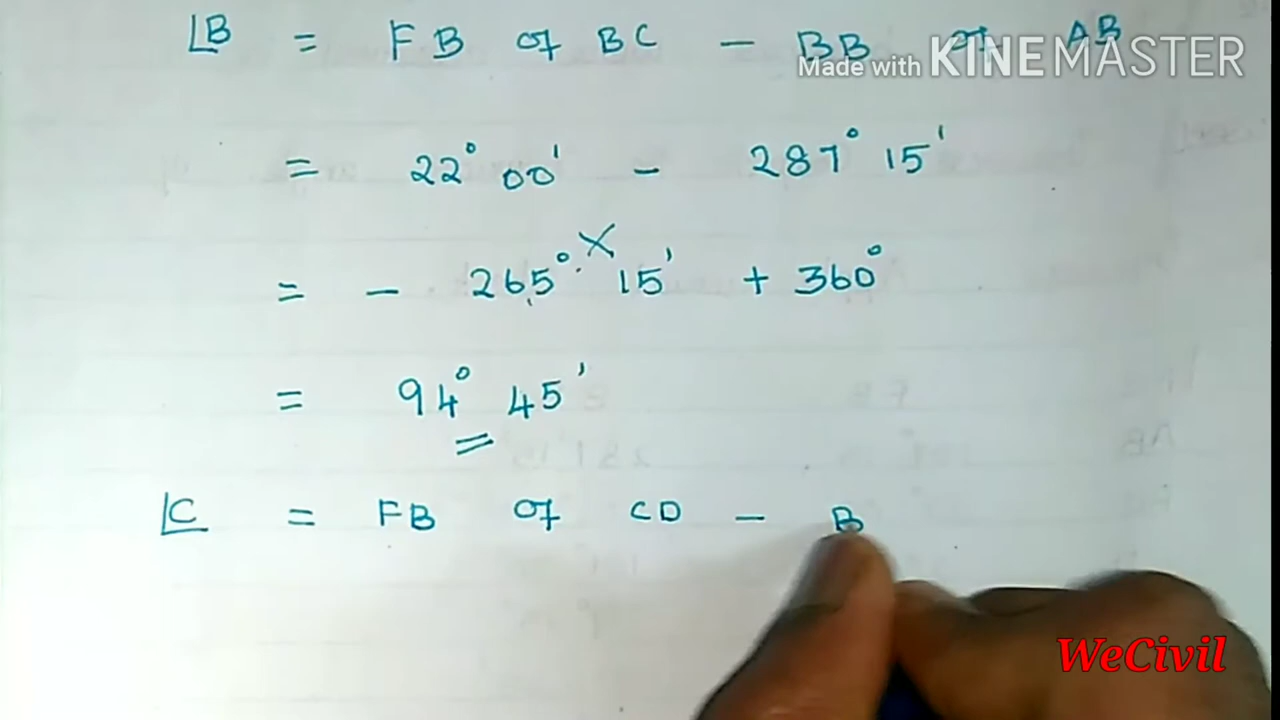 ∠B = FB of BC - BB of AB
Made with KINEMASTER
= 22° 00' - 287° 15'
= - 265° 15' + 360°
= 94° 45'
∠C = FB of CD - B
WeCivil